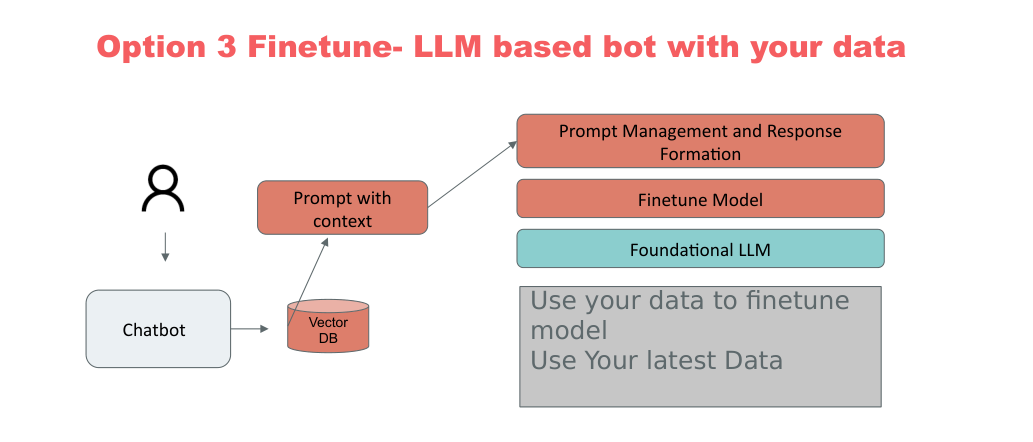 Option 3 Finetune- LLM based bot with your data
Prompt Management and Response
Formation
Prompt with
context
Finetune Model
Foundational LLM
Chatbot
Vector
DB
Use your data to finetune
model
Use Your latest Data